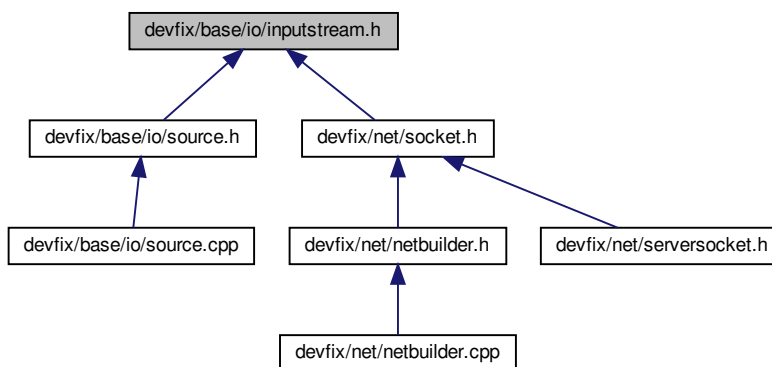 devfix/base/io/inputstream.h
devfix/base/io/source.h
devfix/net/socket.h
devfix/base/io/source.cpp
devfix/net/netbuilder.h
devfix/net/serversocket.h
devfix/net/netbuilder.cpp